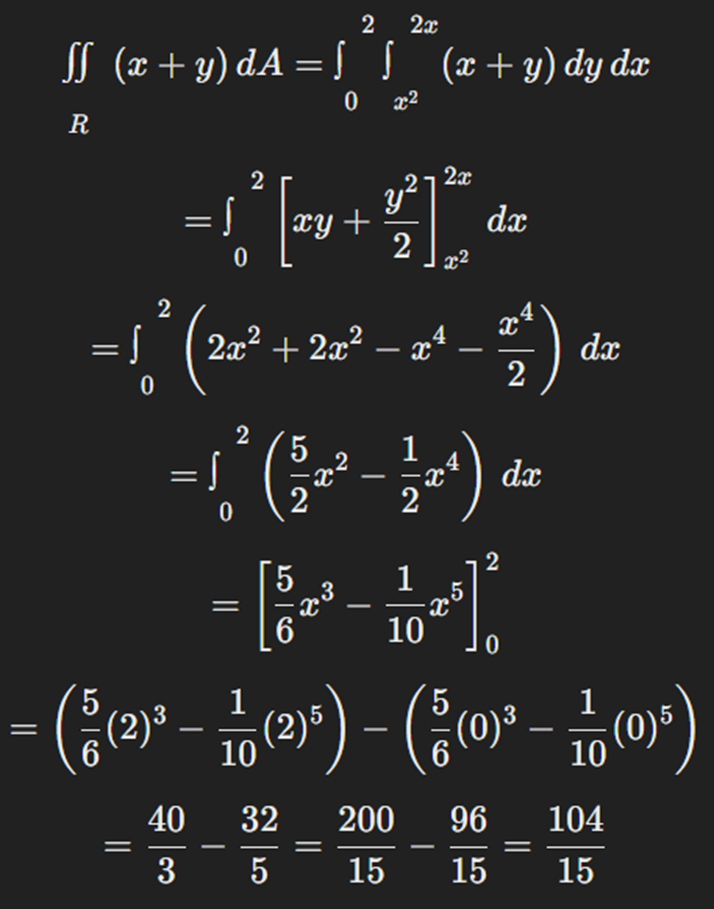 ∬_R (x + y) dA = ∫_0^2 ∫_{x^2}^{2x} (x + y) dy dx
= ∫_0^2 [xy + y^2/2]_{x^2}^{2x} dx
= ∫_0^2 (2x^2 + 2x^2 − x^4 − x^4/2) dx
= ∫_0^2 (5/2 x^2 − 1/2 x^4) dx
= [5/6 x^3 − 1/10 x^5]_0^2
= (5/6 (2)^3 − 1/10 (2)^5) − (5/6 (0)^3 − 1/10 (0)^5)
= 40/3 − 32/5 = 200/15 − 96/15 = 104/15